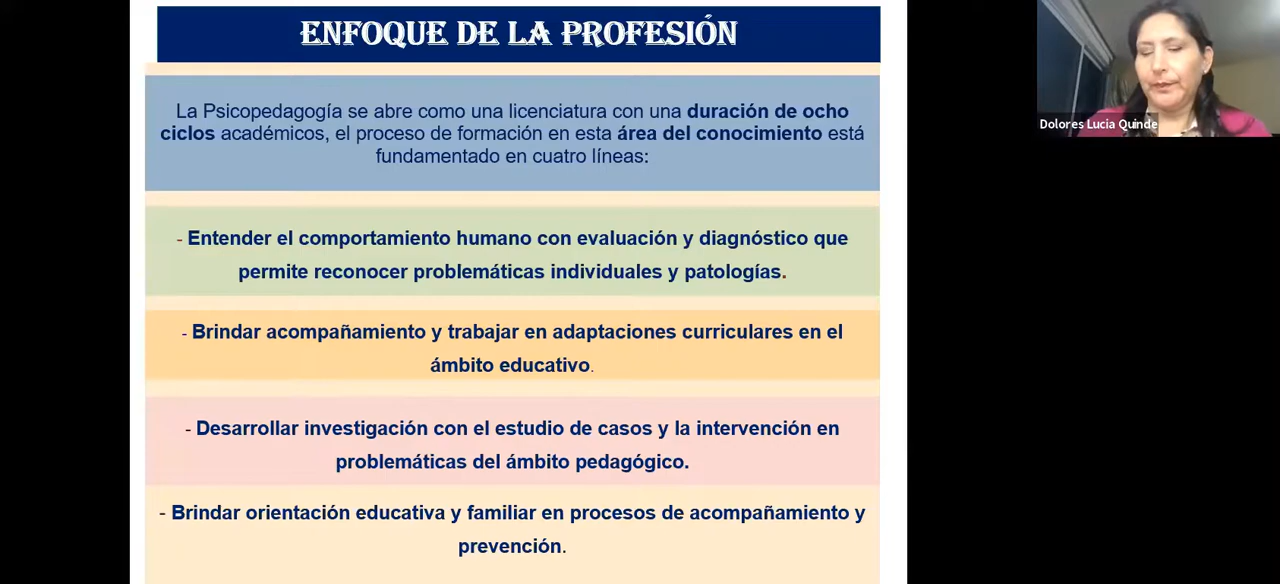 ENFOQUE DE LA PROFESIÓN
La Psicopedagogía se abre como una licenciatura con una duración de ocho
ciclos académicos, el proceso de formación en esta área del conocimiento está
fundamentado en cuatro líneas:
- Entender el comportamiento humano con evaluación y diagnóstico que
permite reconocer problemáticas individuales y patologías.
- Brindar acompañamiento y trabajar en adaptaciones curriculares en el
ámbito educativo.
- Desarrollar investigación con el estudio de casos y la intervención en
problemáticas del ámbito pedagógico.
- Brindar orientación educativa y familiar en procesos de acompañamiento y
prevención.
Dolores Lucía Quinde